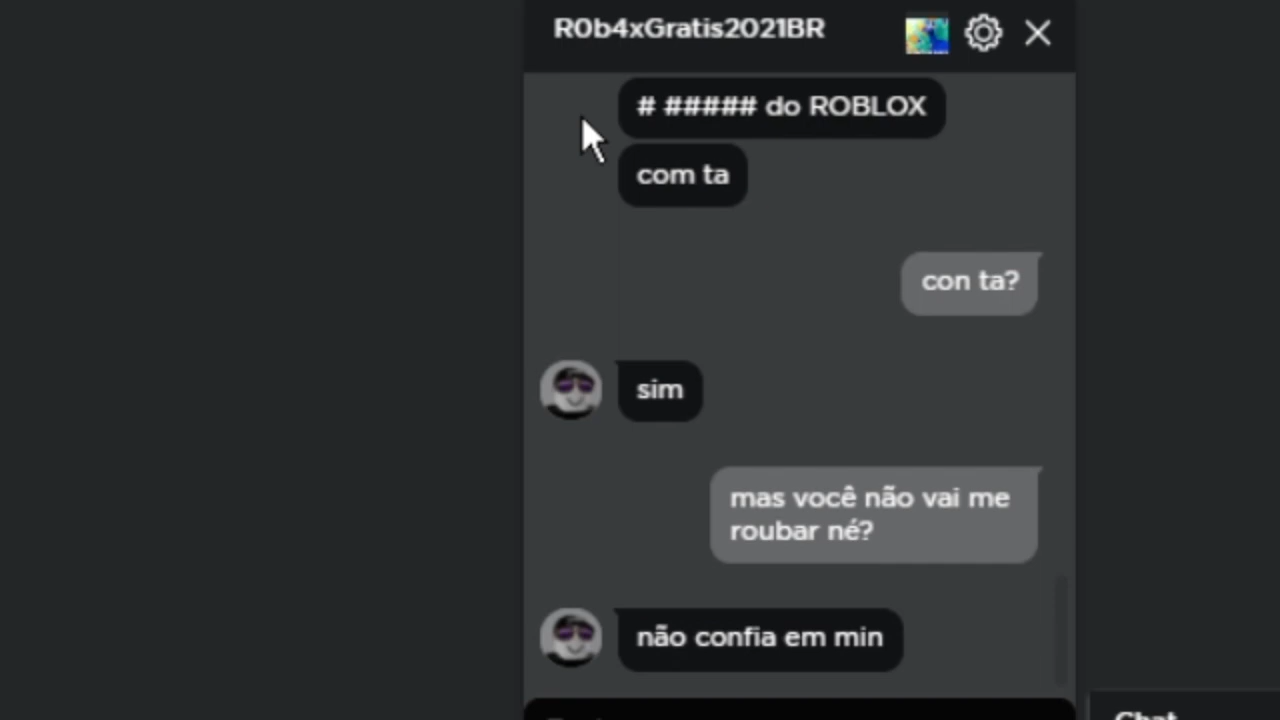 R0b4xGratis2021BR
# ##### do ROBLOX
com ta
con ta?
sim
mas você não vai me
roubar né?
não confia em min
Chat